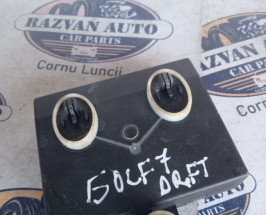 RAZVAN AUTO
CAR PARTS
Cornu Luncii
GOLF 7
DR.FT